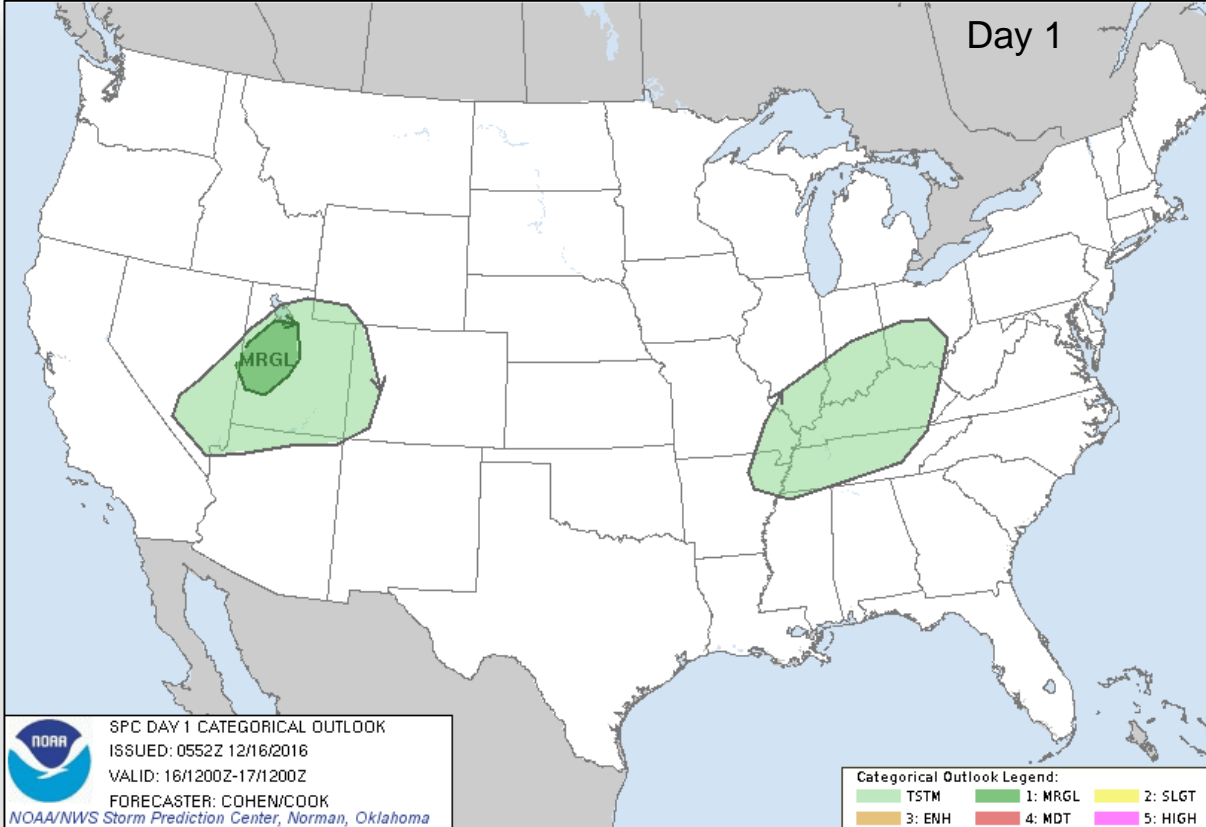 Day 1
MRGL
NOAA
SPC DAY 1 CATEGORICAL OUTLOOK
ISSUED: 0552Z 12/16/2016
VALID: 16/1200Z-17/1200Z
FORECASTER: COHEN/COOK
NOAA/NWS Storm Prediction Center, Norman, Oklahoma
Categorical Outlook Legend:
TSTM 1: MRGL 2: SLGT
3: ENH 4: MDT 5: HIGH